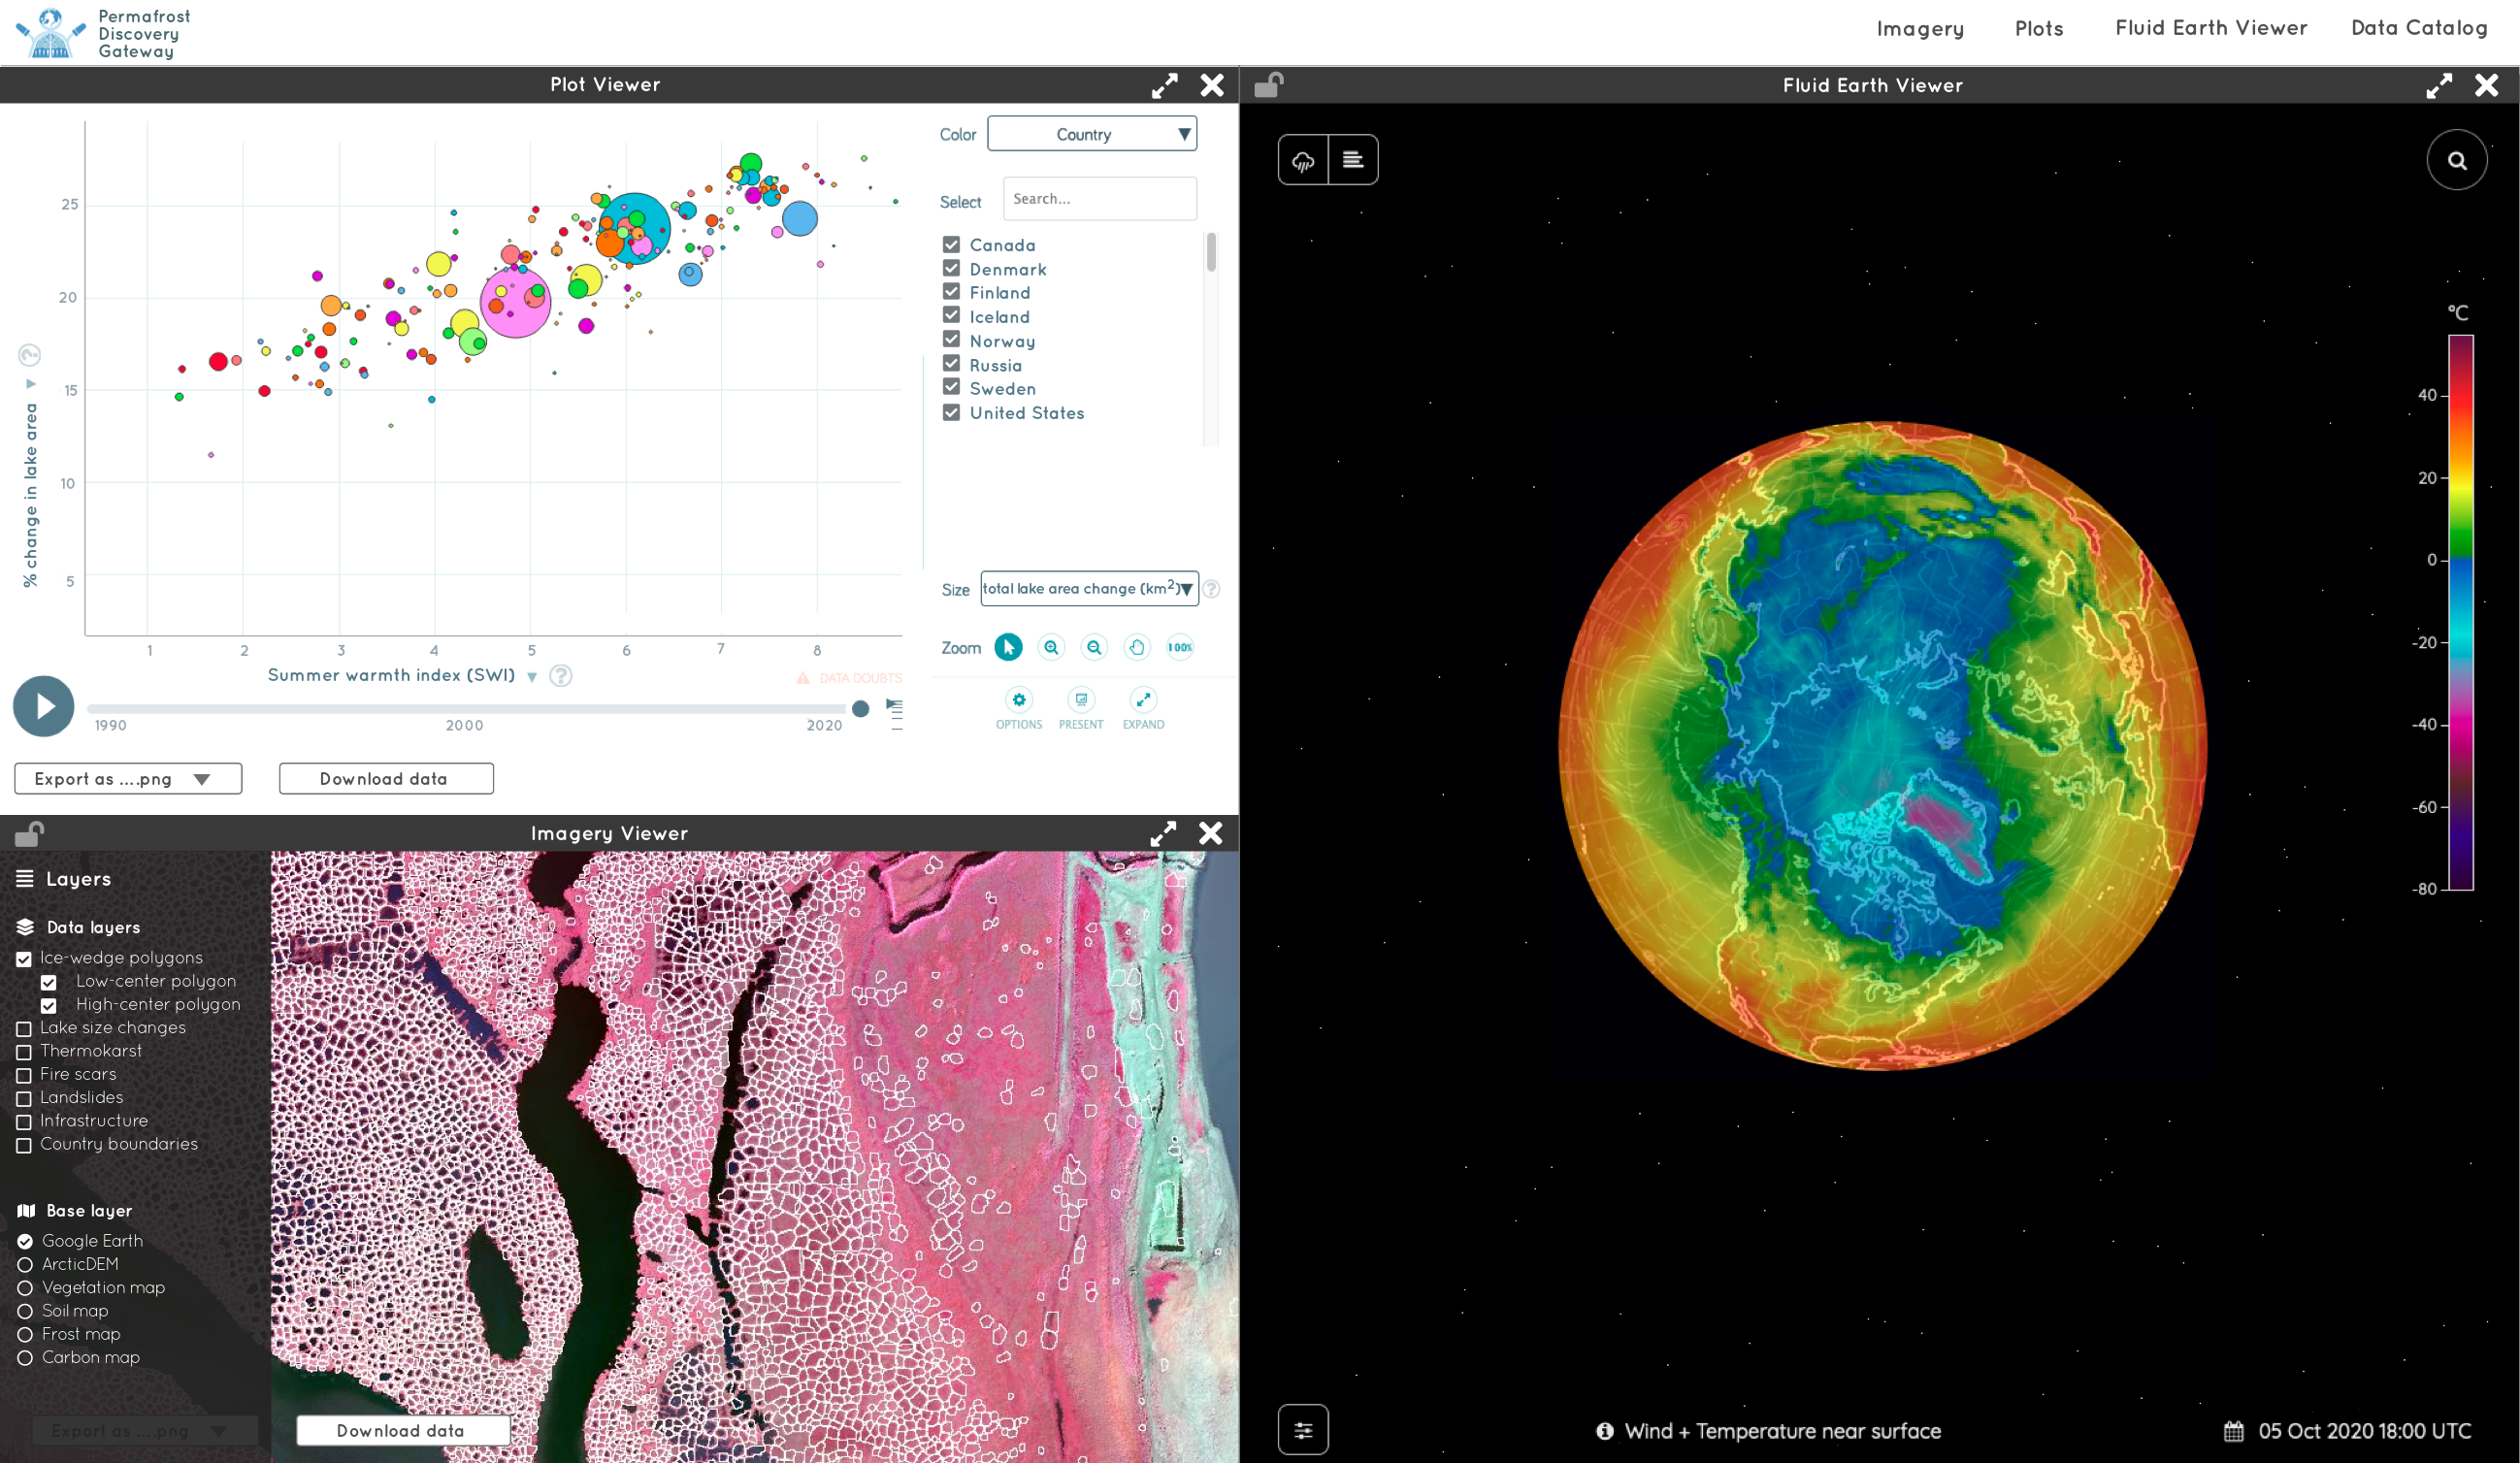 Permafrost
Discovery
Gateway
Imagery Plots Fluid Earth Viewer Data Catalog
Plot Viewer
25
20
15
10
5
% change in lake area
?
1 2 3 4 5 6 7 8
Summer warmth index (SWI) ?
DATA DOUBTS
1990 2000 2020
Color Country
Select Search...
Canada
Denmark
Finland
Iceland
Norway
Russia
Sweden
United States
Size total lake area change (km²) ?
Zoom 100%
OPTIONS PRESENT EXPAND
Export as ....png
Download data
Imagery Viewer
Layers
Data layers
Ice-wedge polygons
Low-center polygon
High-center polygon
Lake size changes
Thermokarst
Fire scars
Landslides
Infrastructure
Country boundaries
Base layer
Google Earth
ArcticDEM
Vegetation map
Soil map
Frost map
Carbon map
Export as ....png
Download data
Fluid Earth Viewer
°C
40
20
0
-20
-40
-60
-80
Wind + Temperature near surface
05 Oct 2020 18:00 UTC